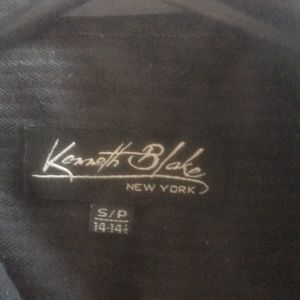 Kenneth Blake
NEW YORK
S/P
14-14½